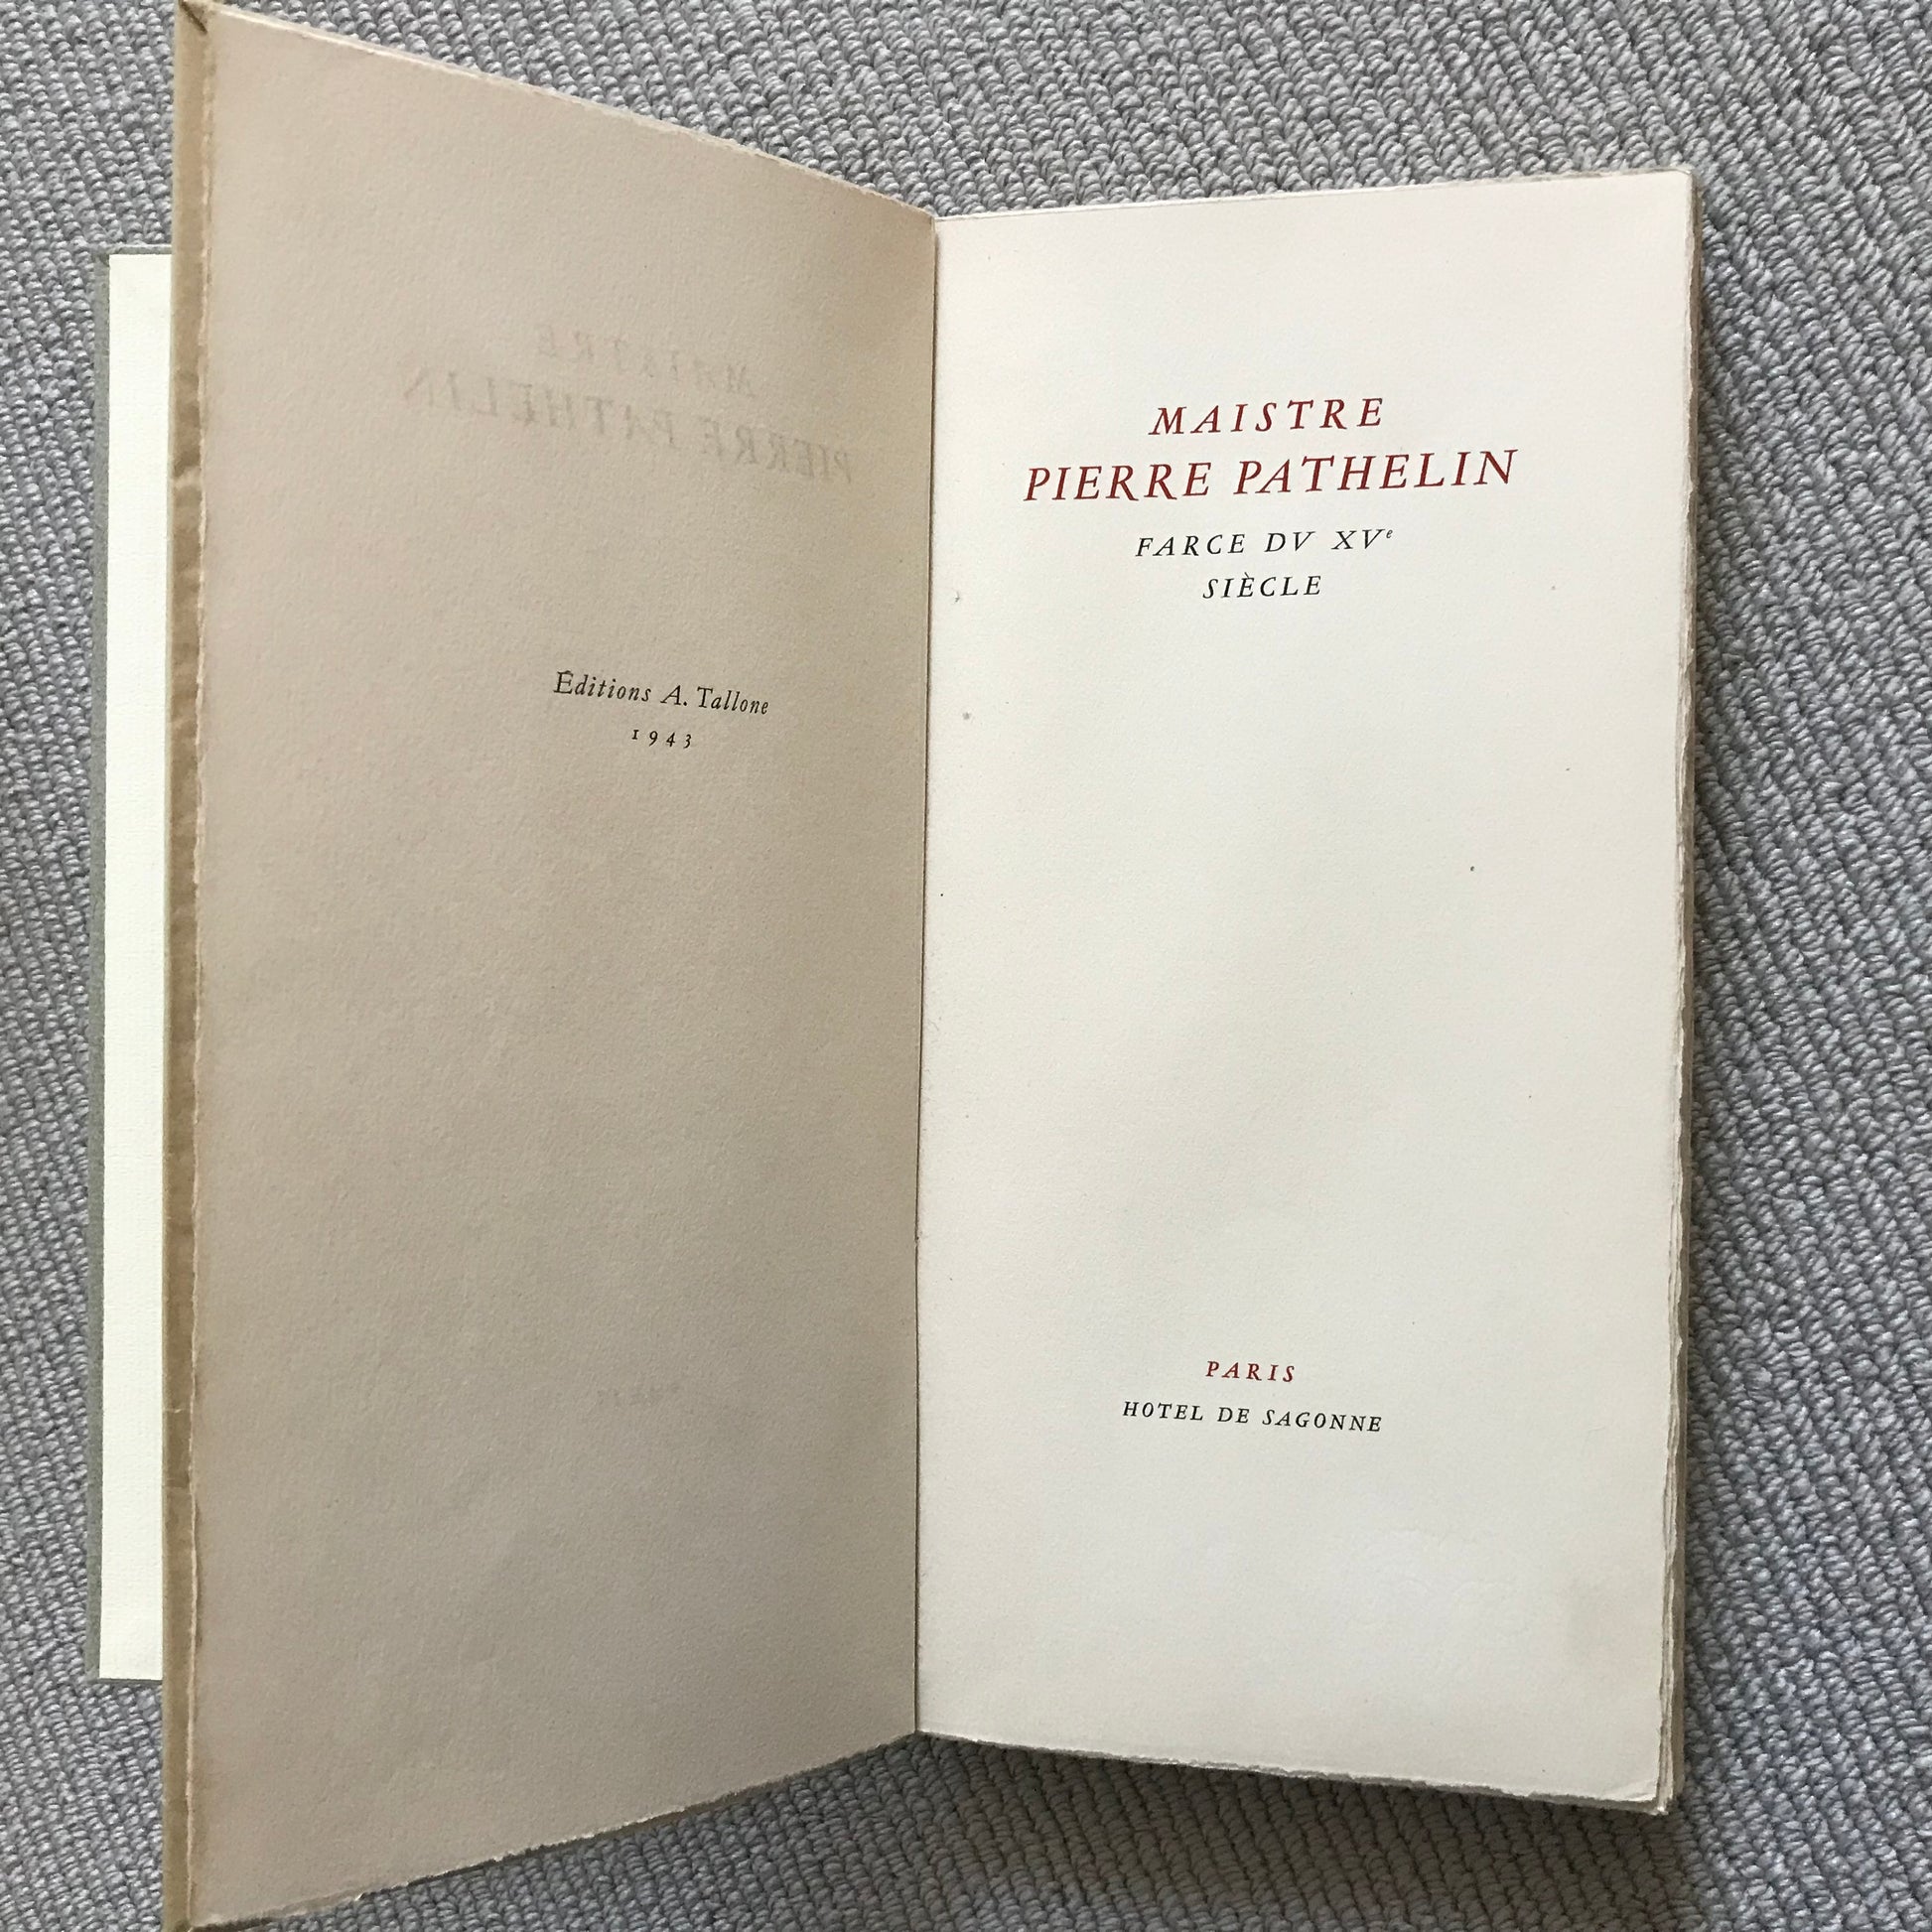 Éditions A. Tallone
1943
MAISTRE
PIERRE PATHELIN
FARCE DV XVe
SIÈCLE
PARIS
HOTEL DE SAGONNE